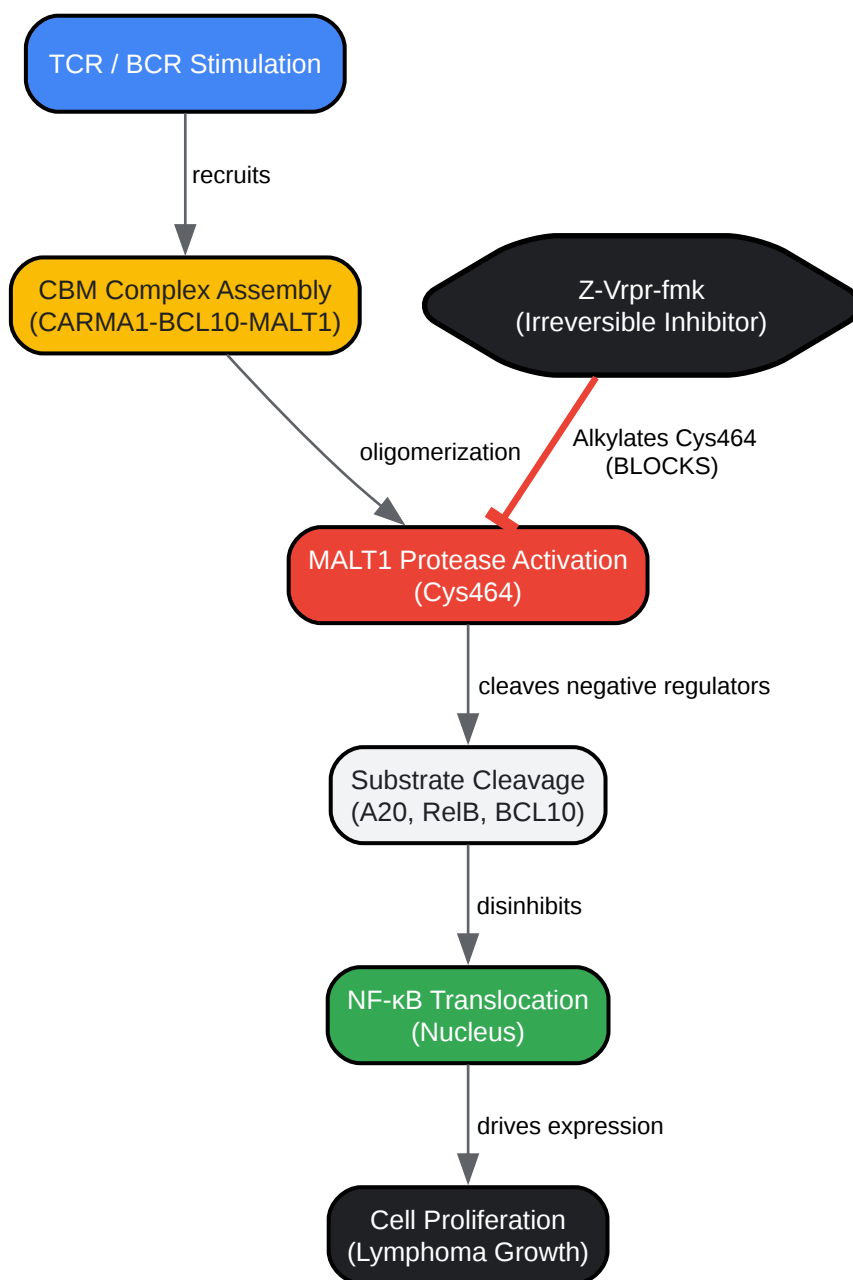 TCR / BCR Stimulation
recruits
CBM Complex Assembly
(CARMA1-BCL10-MALT1)
Z-Vrpr-fmk
(Irreversible Inhibitor)
oligomerization
Alkylates Cys464
(BLOCKS)
MALT1 Protease Activation
(Cys464)
cleaves negative regulators
Substrate Cleavage
(A20, RelB, BCL10)
disinhibits
NF-κB Translocation
(Nucleus)
drives expression
Cell Proliferation
(Lymphoma Growth)